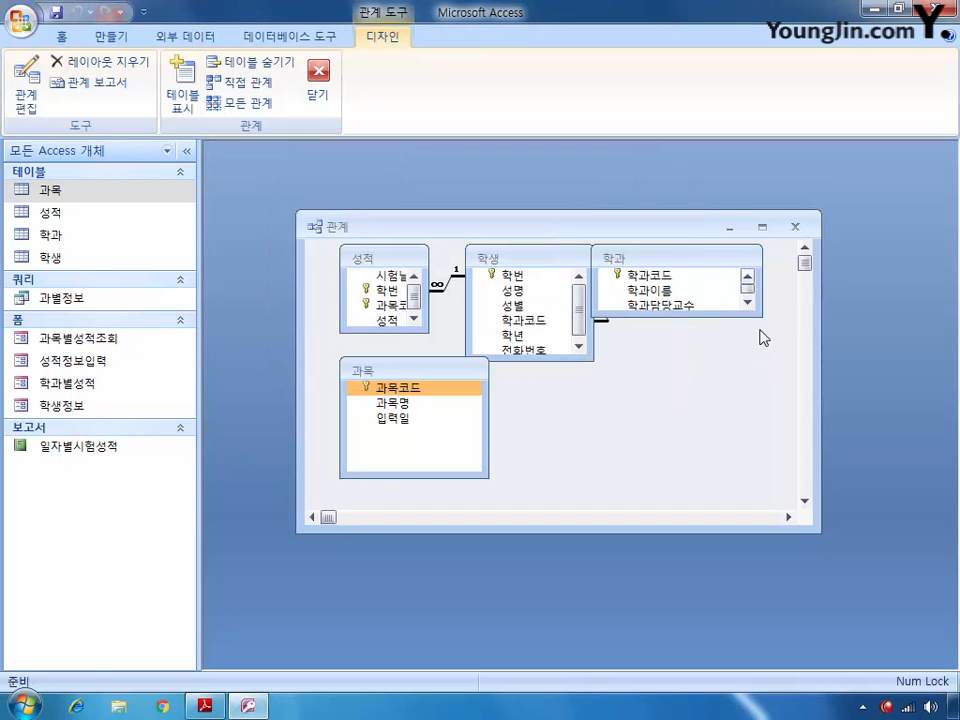 관계 도구
Microsoft Access
YoungJin.com Y.
홈
만들기
외부 데이터
데이터베이스 도구
디자인
관계
편집
레이아웃 지우기
관계 보고서
도구
테이블
표시
테이블 숨기기
직접 관계
모든 관계
닫기
관계
모든 Access 개체
테이블
과목
성적
학과
학생
쿼리
과별정보
폼
과목별성적조회
성적정보입력
학과별성적
학생정보
보고서
일자별시험성적
관계
성적
시험날
학번
과목코
성적
∞
1
학생
학번
성명
성별
학과코드
학년
전화번호
학과
학과코드
학과이름
학과담당교수
과목
과목코드
과목명
입력일
준비
Num Lock